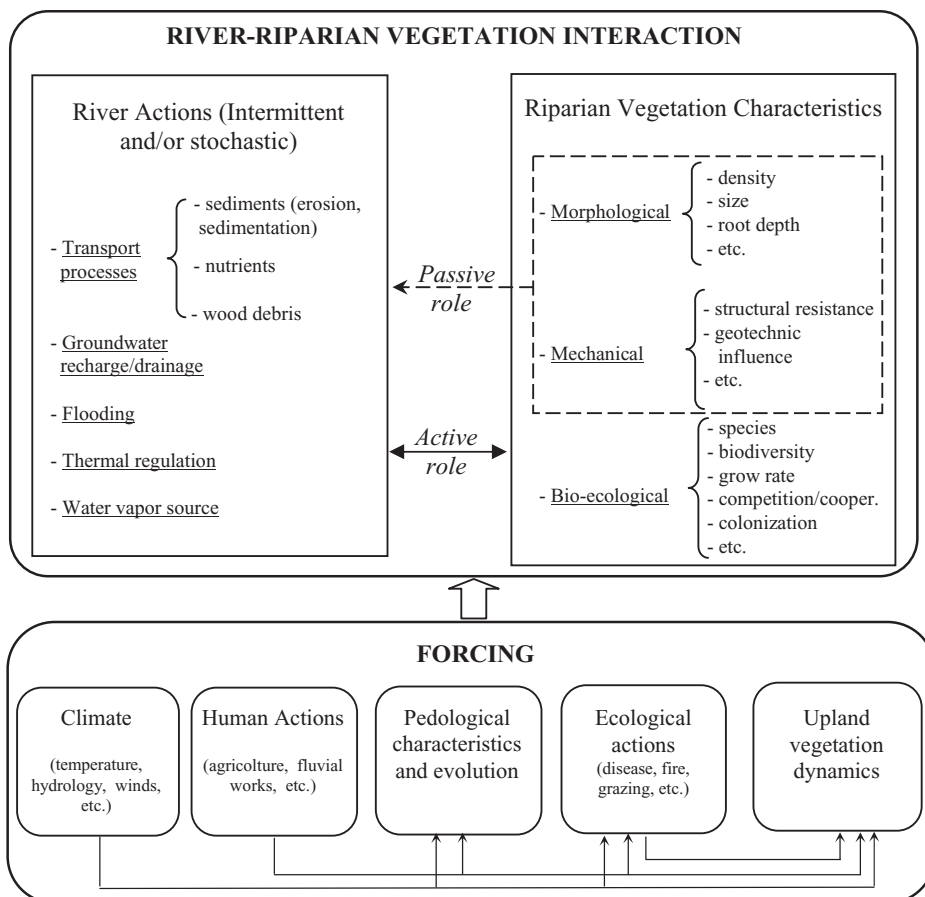 RIVER-RIPARIAN VEGETATION INTERACTION
River Actions (Intermittent
and/or stochastic)
- Transport
processes
- sediments (erosion,
sedimentation)
- nutrients
- wood debris
- Groundwater
recharge/drainage
- Flooding
- Thermal regulation
- Water vapor source
Passive
role
Active
role
Riparian Vegetation Characteristics
- Morphological
- density
- size
- root depth
- etc.
- Mechanical
- structural resistance
- geotechnic
influence
- etc.
- Bio-ecological
- species
- biodiversity
- grow rate
- competition/cooper.
- colonization
- etc.
FORCING
Climate
(temperature,
hydrology, winds,
etc.)
Human Actions
(agricolture, fluvial
works, etc.)
Pedological
characteristics
and evolution
Ecological
actions
(disease, fire,
grazing, etc.)
Upland
vegetation
dynamics